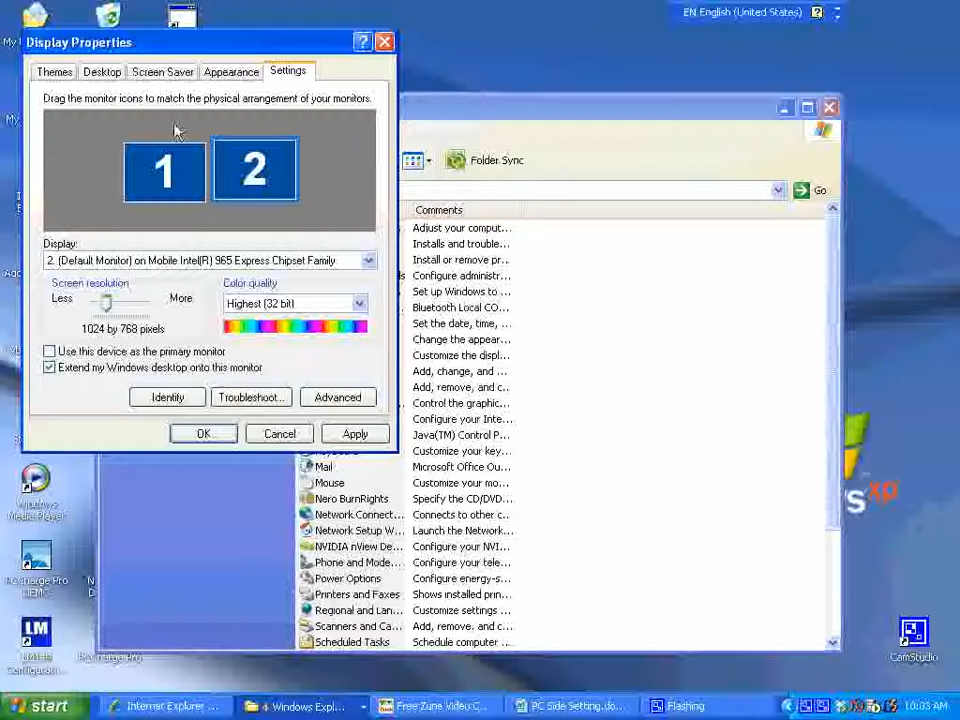 EN English (United States)
Display Properties
Themes
Desktop
Screen Saver
Appearance
Settings
Drag the monitor icons to match the physical arrangement of your monitors.
1
2
Display:
2. (Default Monitor) on Mobile Intel(R) 965 Express Chipset Family
Screen resolution
Less
More
1024 by 768 pixels
Color quality
Highest (32 bit)
Use this device as the primary monitor
Extend my Windows desktop onto this monitor
Identify
Troubleshoot...
Advanced
OK
Cancel
Apply
Folder Sync
Go
Comments
Adjust your comput...
Installs and trouble...
Install or remove pr...
Configure administr...
Set up Windows to ...
Bluetooth Local CO...
Set the date, time, ...
Change the appear...
Customize the displ...
Add, change, and ...
Add, remove, and c...
Control the graphic...
Configure your Inte...
Java(TM) Control P...
Customize your key...
Mail Microsoft Office Ou...
Mouse Customize your mo...
Nero BurnRights Specify the CD/DVD...
Network Connect... Connects to other c...
Network Setup W... Launch the Network...
NVIDIA nView De... Configure your NVI...
Phone and Mode... Configure your tele...
Power Options Configure energy-s...
Printers and Faxes Shows installed prin...
Regional and Lan... Customize settings ...
Scanners and Ca... Add, remove, and c...
Scheduled Tasks Schedule computer ...
Windows
Media Player
PCCharge Pro
LM
xp
CamStudio
start
Internet Explorer ...
4 Windows Expl...
Free Zune Video C...
PC Side Setting.do...
Flashing
10:03 AM